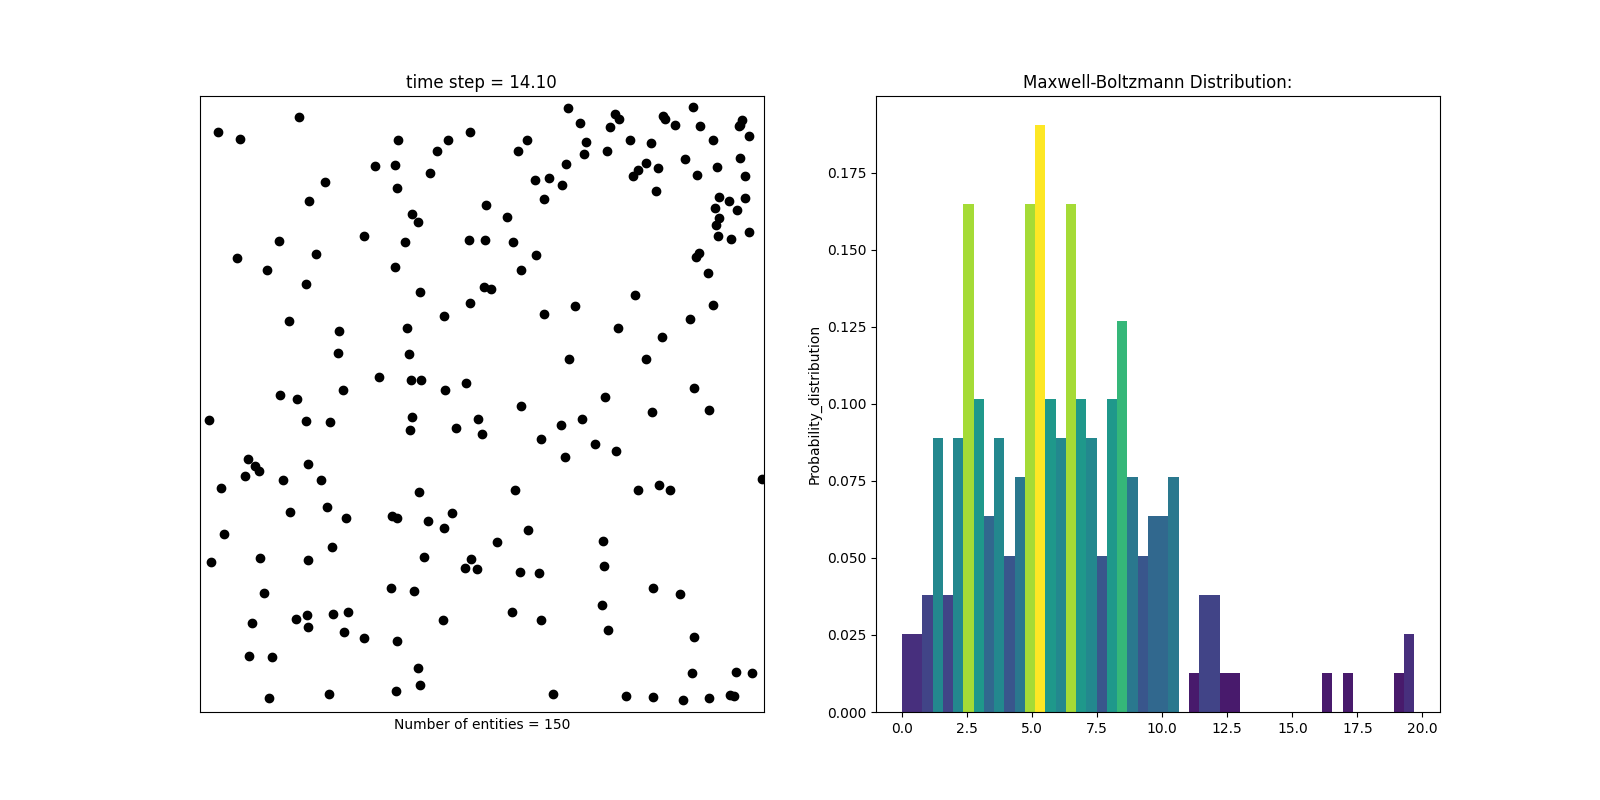 time step = 14.10
Number of entities = 150
Maxwell-Boltzmann Distribution:
Probability_distribution
0.175
0.150
0.125
0.100
0.075
0.050
0.025
0.000
0.0 2.5 5.0 7.5 10.0 12.5 15.0 17.5 20.0